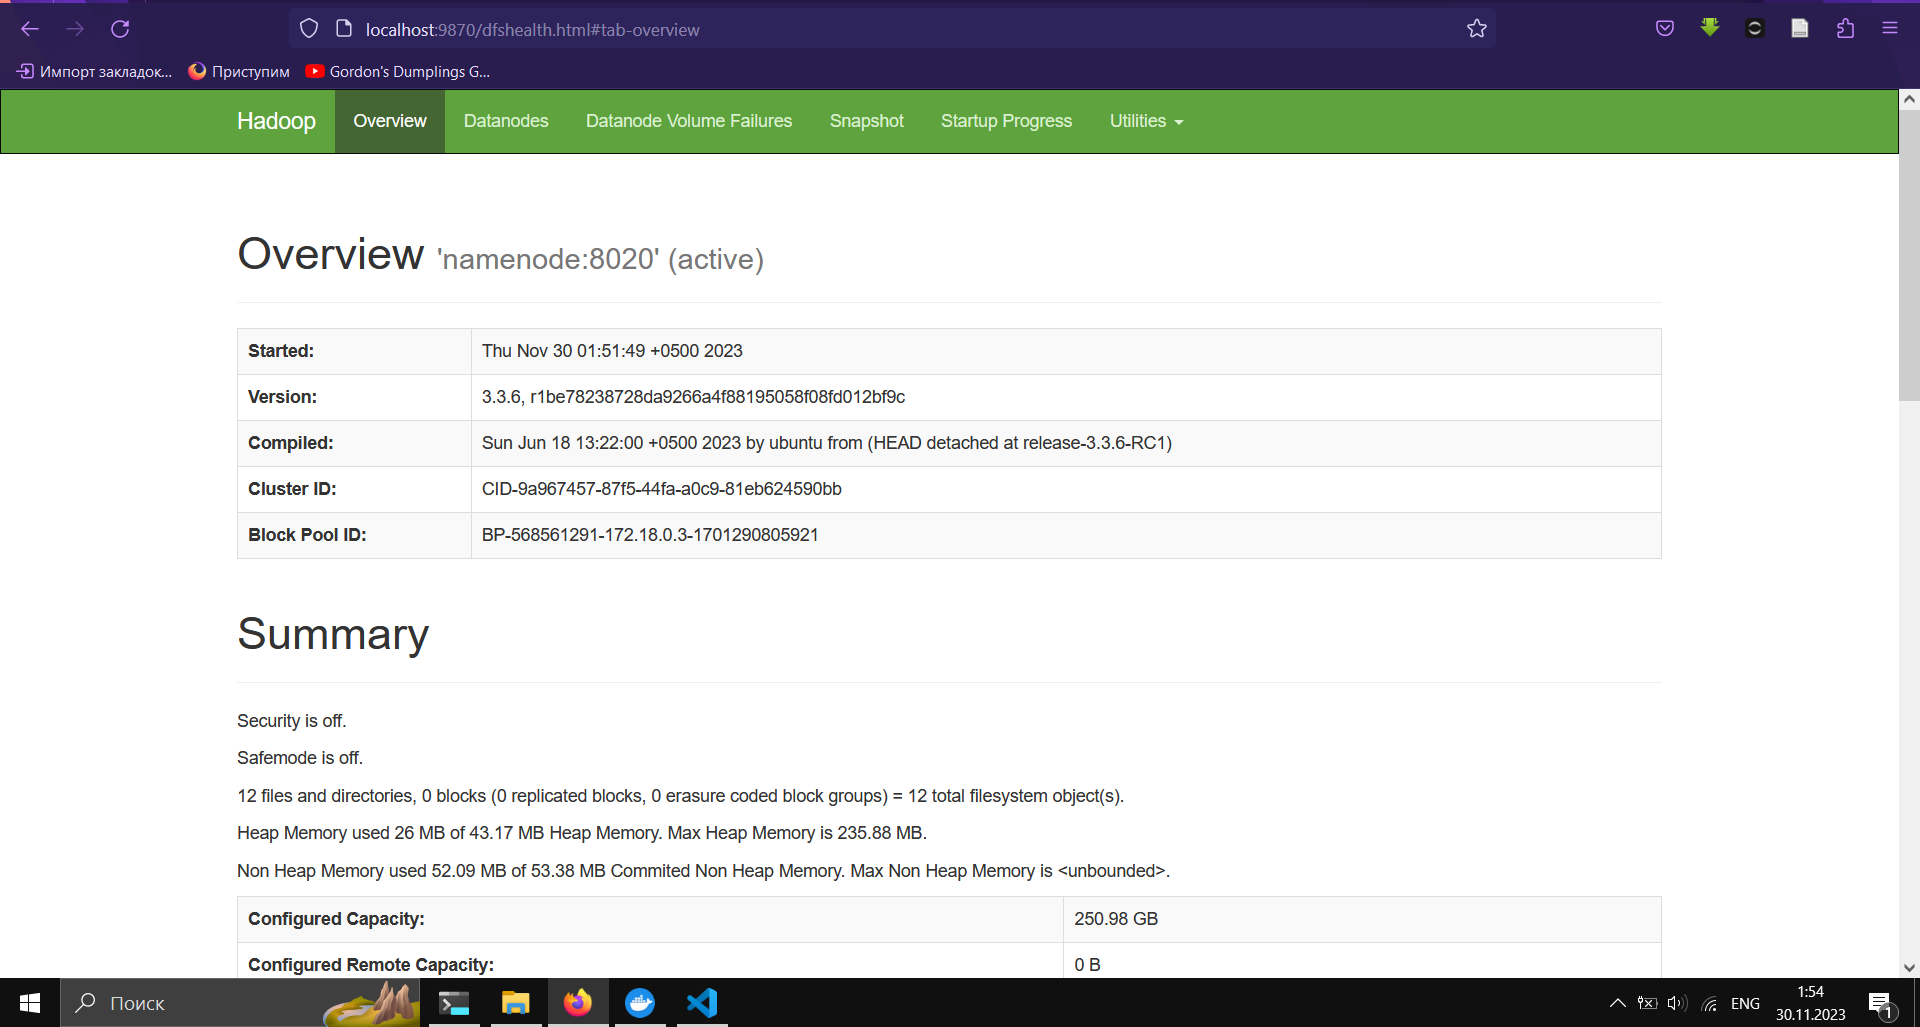 localhost:9870/dfshealth.html#tab-overview
Импорт закладок... Приступим Gordon's Dumplings G...
Hadoop Overview Datanodes Datanode Volume Failures Snapshot Startup Progress Utilities
Overview 'namenode:8020' (active)
Started: Thu Nov 30 01:51:49 +0500 2023
Version: 3.3.6, r1be78238728da9266a4f88195058f08fd012bf9c
Compiled: Sun Jun 18 13:22:00 +0500 2023 by ubuntu from (HEAD detached at release-3.3.6-RC1)
Cluster ID: CID-9a967457-87f5-44fa-a0c9-81eb624590bb
Block Pool ID: BP-568561291-172.18.0.3-1701290805921
Summary
Security is off.
Safemode is off.
12 files and directories, 0 blocks (0 replicated blocks, 0 erasure coded block groups) = 12 total filesystem object(s).
Heap Memory used 26 MB of 43.17 MB Heap Memory. Max Heap Memory is 235.88 MB.
Non Heap Memory used 52.09 MB of 53.38 MB Commited Non Heap Memory. Max Non Heap Memory is <unbounded>.
Configured Capacity: 250.98 GB
Configured Remote Capacity: 0 B
Поиск
ENG
1:54
30.11.2023
1